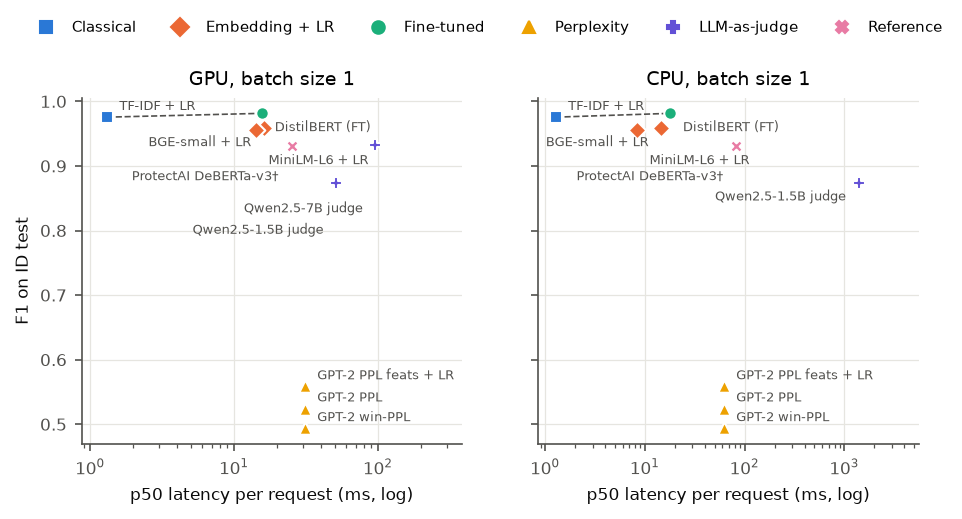 Classical Embedding + LR Fine-tuned Perplexity LLM-as-judge Reference
GPU, batch size 1
F1 on ID test
1.0
0.9
0.8
0.7
0.6
0.5
TF-IDF + LR
DistilBERT (FT)
BGE-small + LR
MiniLM-L6 + LR
ProtectAI DeBERTa-v3†
Qwen2.5-7B judge
Qwen2.5-1.5B judge
GPT-2 PPL feats + LR
GPT-2 PPL
GPT-2 win-PPL
10⁰ 10¹ 10²
p50 latency per request (ms, log)
CPU, batch size 1
TF-IDF + LR
DistilBERT (FT)
BGE-small + LR
MiniLM-L6 + LR
ProtectAI DeBERTa-v3†
Qwen2.5-1.5B judge
GPT-2 PPL feats + LR
GPT-2 PPL
GPT-2 win-PPL
10⁰ 10¹ 10² 10³
p50 latency per request (ms, log)